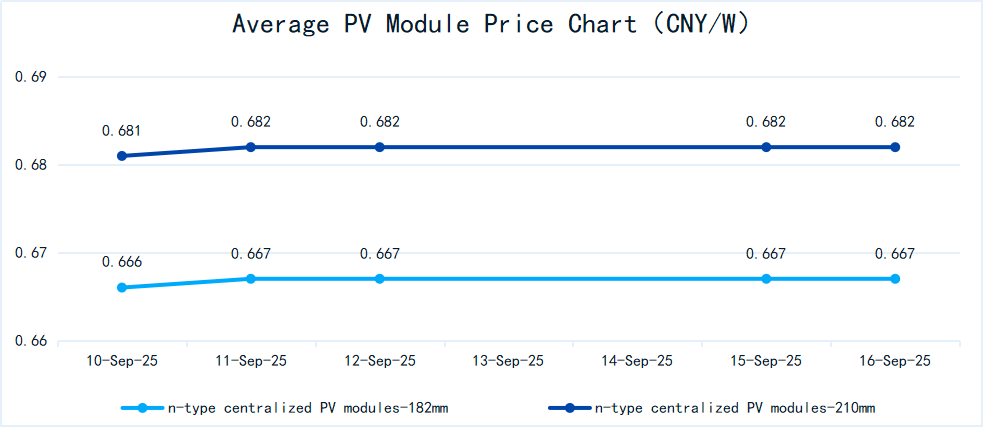 Average PV Module Price Chart（CNY/W）
0.69
0.682 0.682 0.682 0.682
0.681
0.68
0.67
0.667 0.667 0.667 0.667
0.666
0.66
10-Sep-25 11-Sep-25 12-Sep-25 13-Sep-25 14-Sep-25 15-Sep-25 16-Sep-25
n-type centralized PV modules-182mm n-type centralized PV modules-210mm